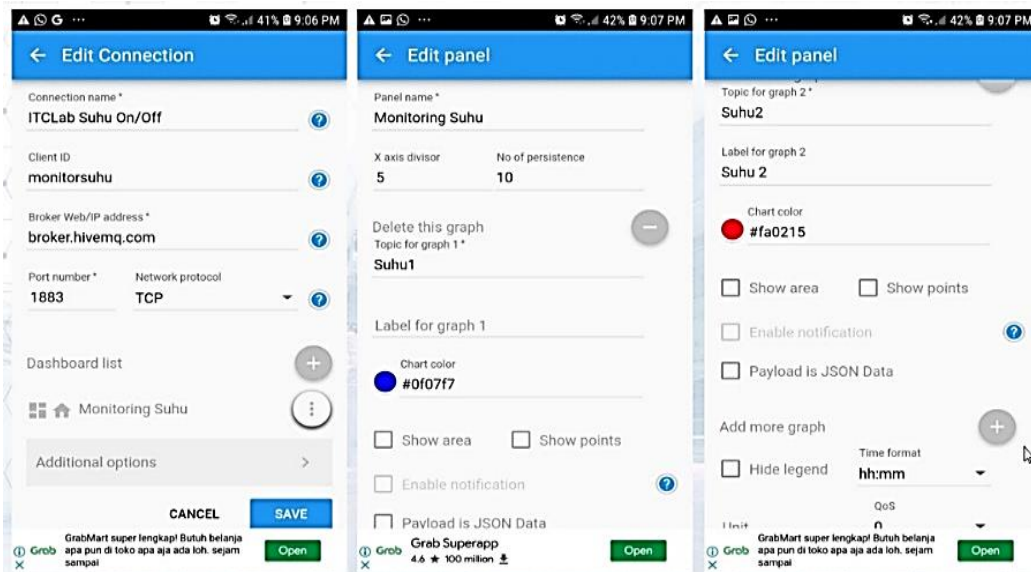 41% 9:06 PM
Edit Connection
Connection name *
ITCLab Suhu On/Off
Client ID
monitorsuhu
Broker Web/IP address *
broker.hivemq.com
Port number * Network protocol
1883 TCP
Dashboard list
Monitoring Suhu
Additional options
CANCEL SAVE
GrabMart super lengkap! Butuh belanja
Grab apa pun di toko apa aja ada loh. sejam Open
sampai
42% 9:07 PM
Edit panel
Panel name *
Monitoring Suhu
X axis divisor No of persistence
5 10
Delete this graph
Topic for graph 1 *
Suhu1
Label for graph 1
Chart color
#0f07f7
Show area Show points
Enable notification
Payload is JSON Data
Grab Superapp
Grab 4.6 ★ 100 million Open
42% 9:07 PM
Edit panel
Topic for graph 2 *
Suhu2
Label for graph 2
Suhu 2
Chart color
#fa0215
Show area Show points
Enable notification
Payload is JSON Data
Add more graph
Time format
Hide legend hh:mm
QoS
Unit 0
GrabMart super lengkap! Butuh belanja
Grab apa pun di toko apa aja ada loh. sejam Open
sampai